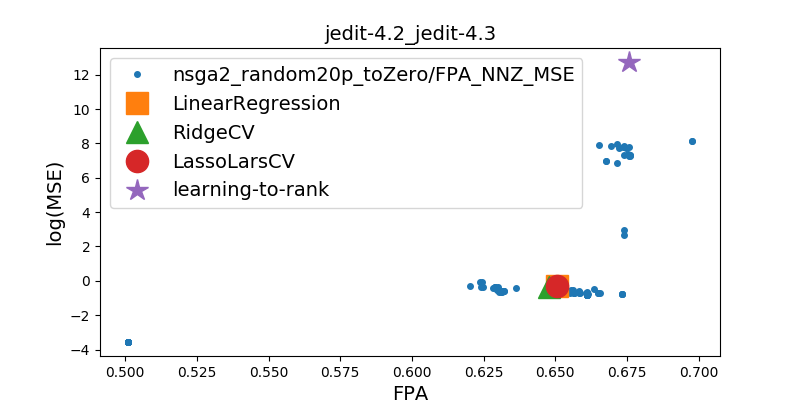 jedit-4.2_jedit-4.3
nsga2_random20p_toZero/FPA_NNZ_MSE
LinearRegression
RidgeCV
LassoLarsCV
learning-to-rank
log(MSE)
12
10
8
6
4
2
0
−2
−4
0.500 0.525 0.550 0.575 0.600 0.625 0.650 0.675 0.700
FPA